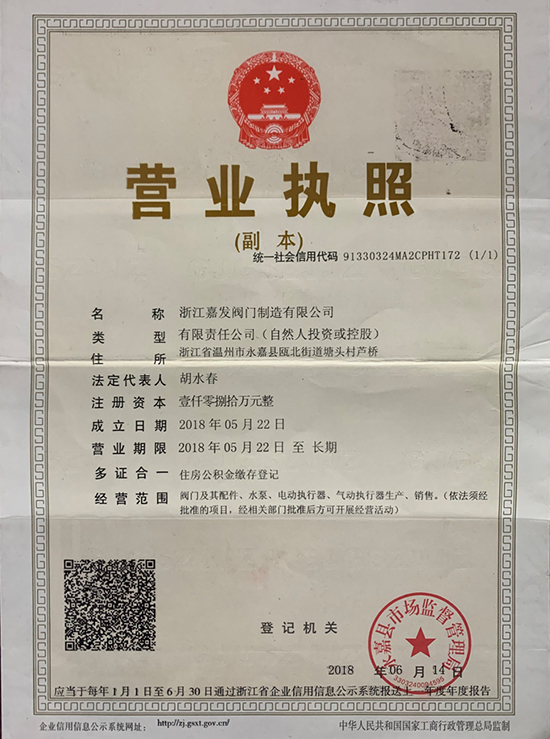 营业执照
(副 本)
统一社会信用代码 91330324MA2CPHT172 (1/1)
名 称 浙江嘉发阀门制造有限公司
类 型 有限责任公司（自然人投资或控股）
住 所 浙江省温州市永嘉县瓯北街道塘头村芦桥
法定代表人 胡水春
注册资本 壹仟零捌拾万元整
成立日期 2018 年 05 月 22 日
营业期限 2018 年 05 月 22 日 至 长期
多证合一 住房公积金缴存登记
经营范围 阀门及其配件、水泵、电动执行器、气动执行器生产、销售。（依法须经
批准的项目，经相关部门批准后方可开展经营活动）
登记机关
永嘉县市场监督管理局
3303240094595
2018 年 06 月 14 日
应当于每年1月1日至6月30日通过浙江省企业信用信息公示系统报送上一年度年度报告
企业信用信息公示系统网址: http://zj.gsxt.gov.cn/ 中华人民共和国国家工商行政管理总局监制